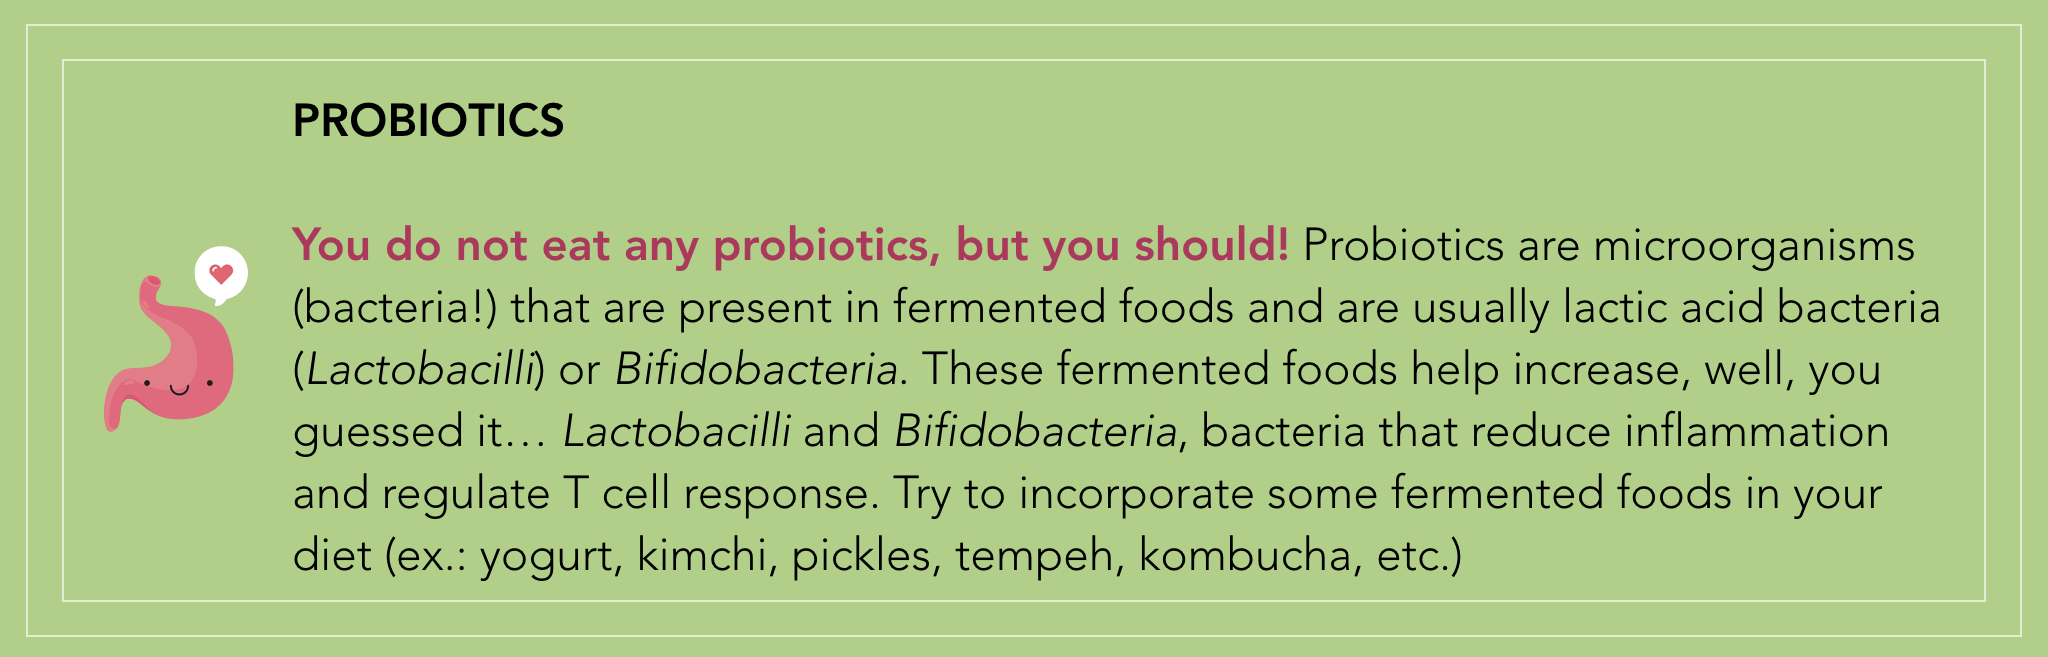 PROBIOTICS
You do not eat any probiotics, but you should! Probiotics are microorganisms
(bacteria!) that are present in fermented foods and are usually lactic acid bacteria
(Lactobacilli) or Bifidobacteria. These fermented foods help increase, well, you
guessed it… Lactobacilli and Bifidobacteria, bacteria that reduce inflammation
and regulate T cell response. Try to incorporate some fermented foods in your
diet (ex.: yogurt, kimchi, pickles, tempeh, kombucha, etc.)